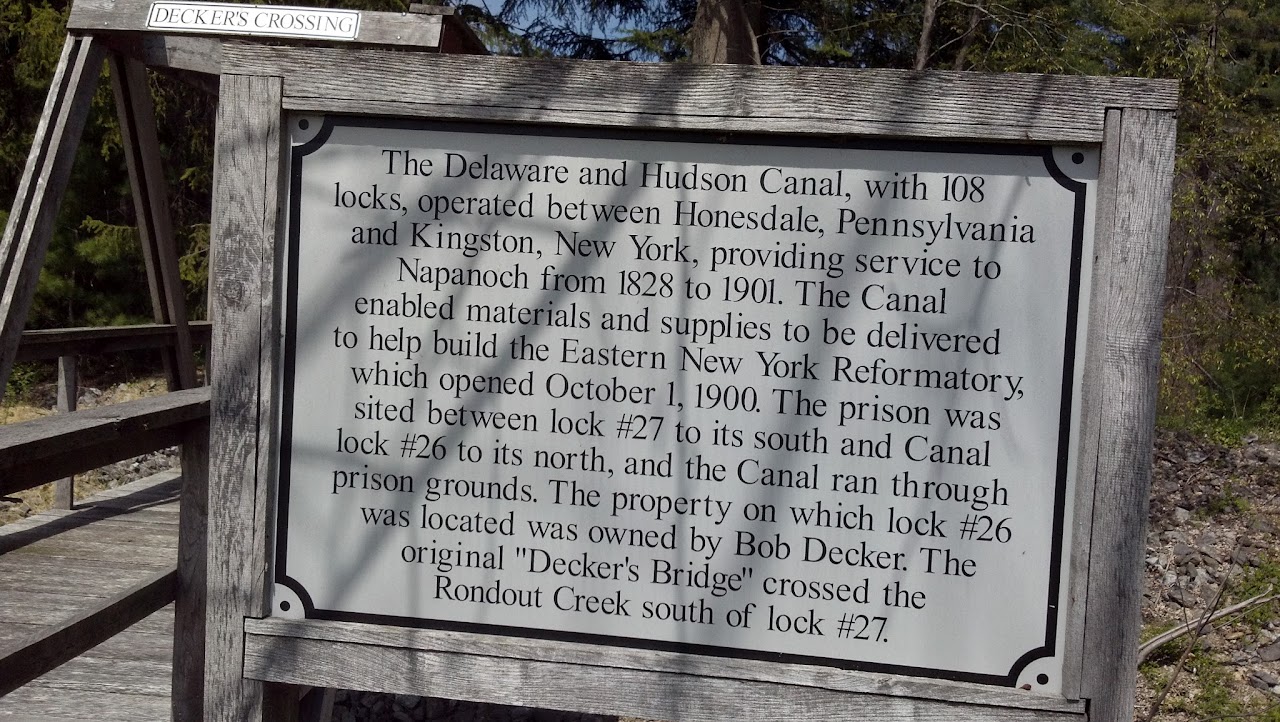 DECKER'S CROSSING
The Delaware and Hudson Canal, with 108
locks, operated between Honesdale, Pennsylvania
and Kingston, New York, providing service to
Napanoch from 1828 to 1901. The Canal
enabled materials and supplies to be delivered
to help build the Eastern New York Reformatory,
which opened October 1, 1900. The prison was
sited between lock #27 to its south and Canal
lock #26 to its north, and the Canal ran through
prison grounds. The property on which lock #26
was located was owned by Bob Decker. The
original "Decker's Bridge" crossed the
Rondout Creek south of lock #27.